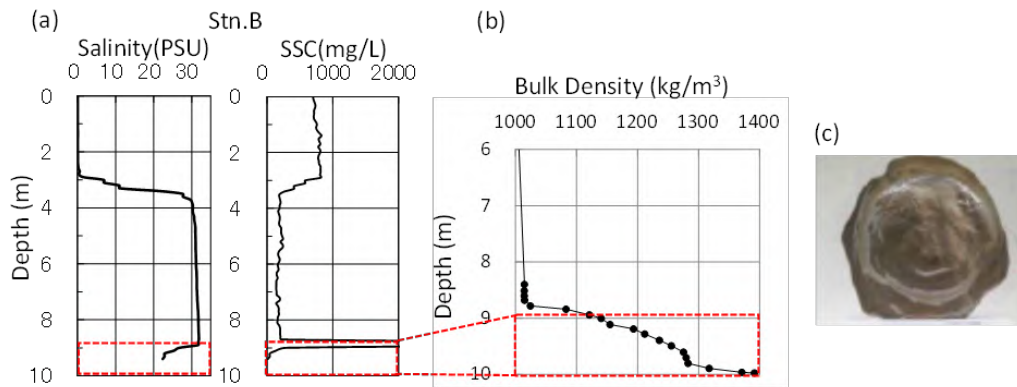 (a)
Stn.B
(b)
Salinity(PSU)
SSC(mg/L)
0 10 20 30
0 1000 2000
Bulk Density (kg/m³)
1000 1100 1200 1300 1400
(c)
Depth (m)
0
2
4
6
8
10
0
2
4
6
8
10
Depth (m)
6
7
8
9
10